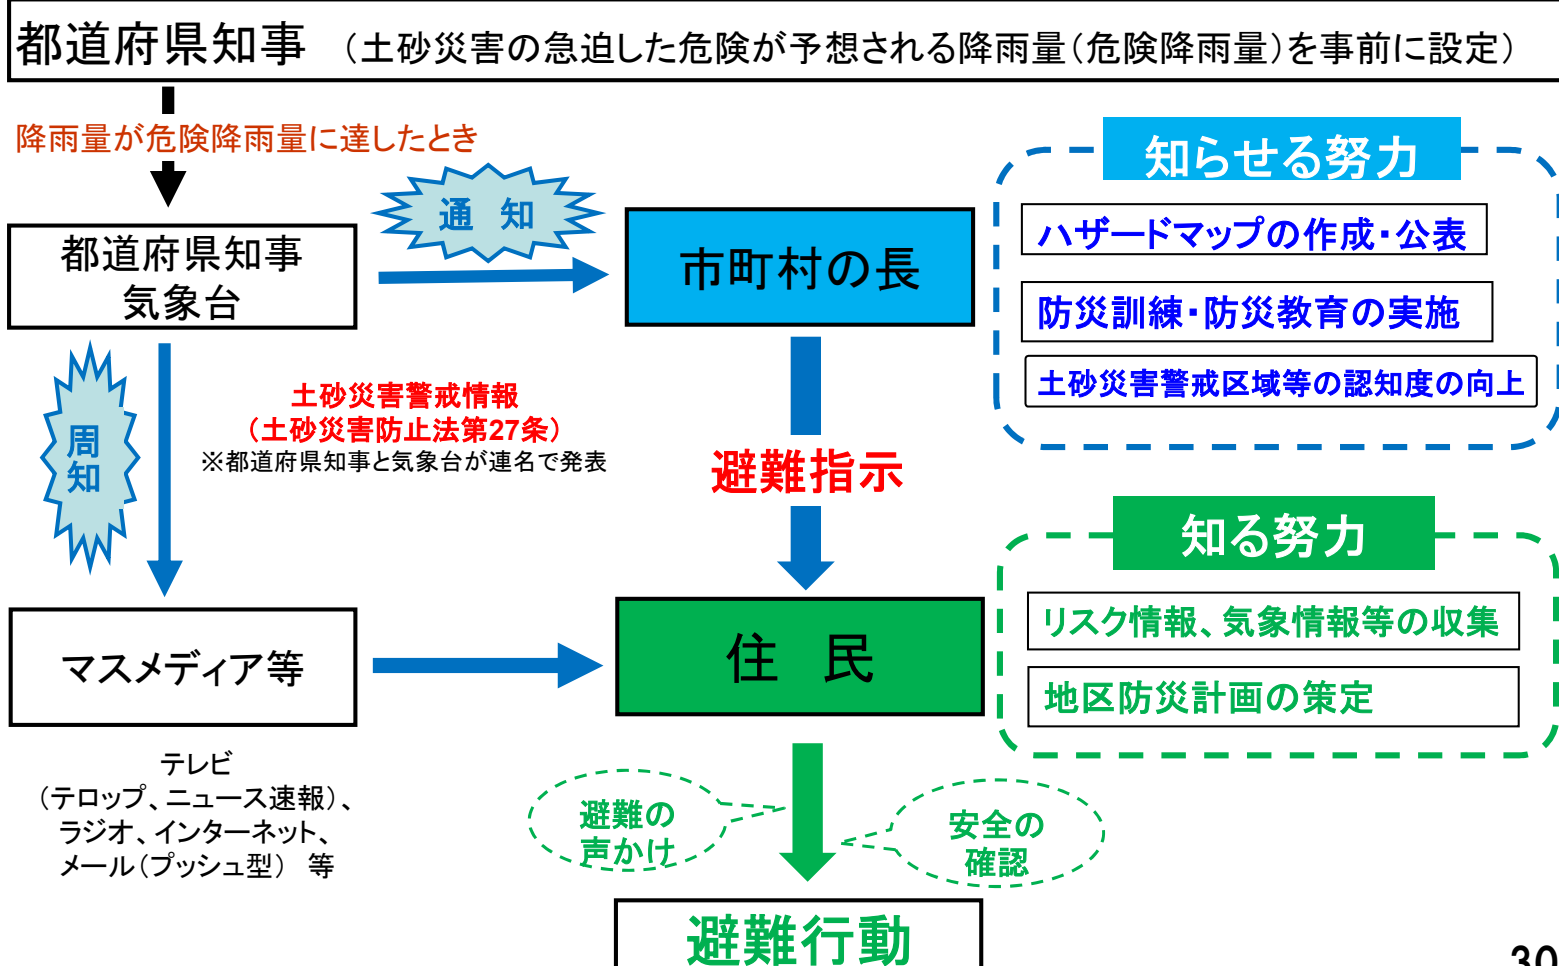 都道府県知事 （土砂災害の急迫した危険が予想される降雨量（危険降雨量）を事前に設定）
降雨量が危険降雨量に達したとき
都道府県知事
気象台
通 知
市町村の長
周
知
土砂災害警戒情報
（土砂災害防止法第27条）
※都道府県知事と気象台が連名で発表
避難指示
知らせる努力
ハザードマップの作成・公表
防災訓練・防災教育の実施
土砂災害警戒区域等の認知度の向上
マスメディア等
住 民
知る努力
リスク情報、気象情報等の収集
地区防災計画の策定
テレビ
（テロップ、ニュース速報）、
ラジオ、インターネット、
メール（プッシュ型） 等
避難の
声かけ
安全の
確認
避難行動
30